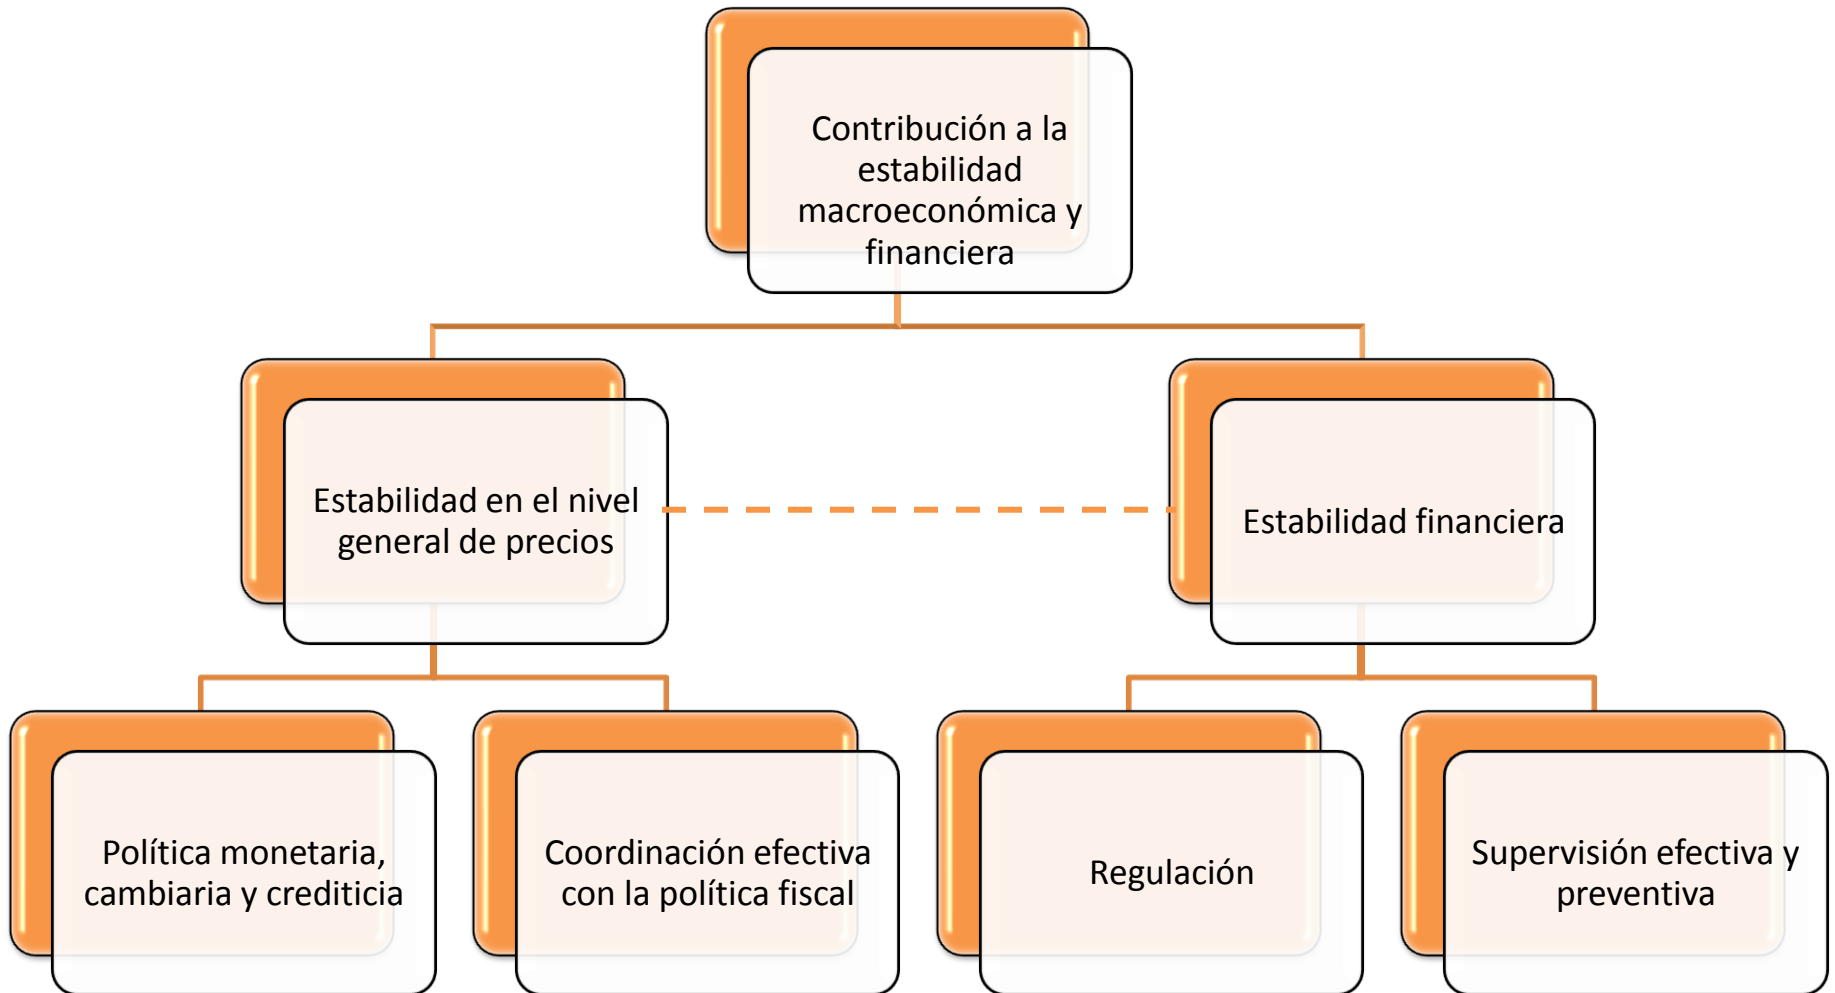 Contribución a la
estabilidad
macroeconómica y
financiera
Estabilidad en el nivel
general de precios
Estabilidad financiera
Política monetaria,
cambiaria y crediticia
Coordinación efectiva
con la política fiscal
Regulación
Supervisión efectiva y
preventiva